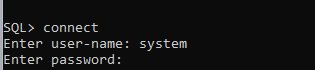 SQL> connect
Enter user-name: system
Enter password: